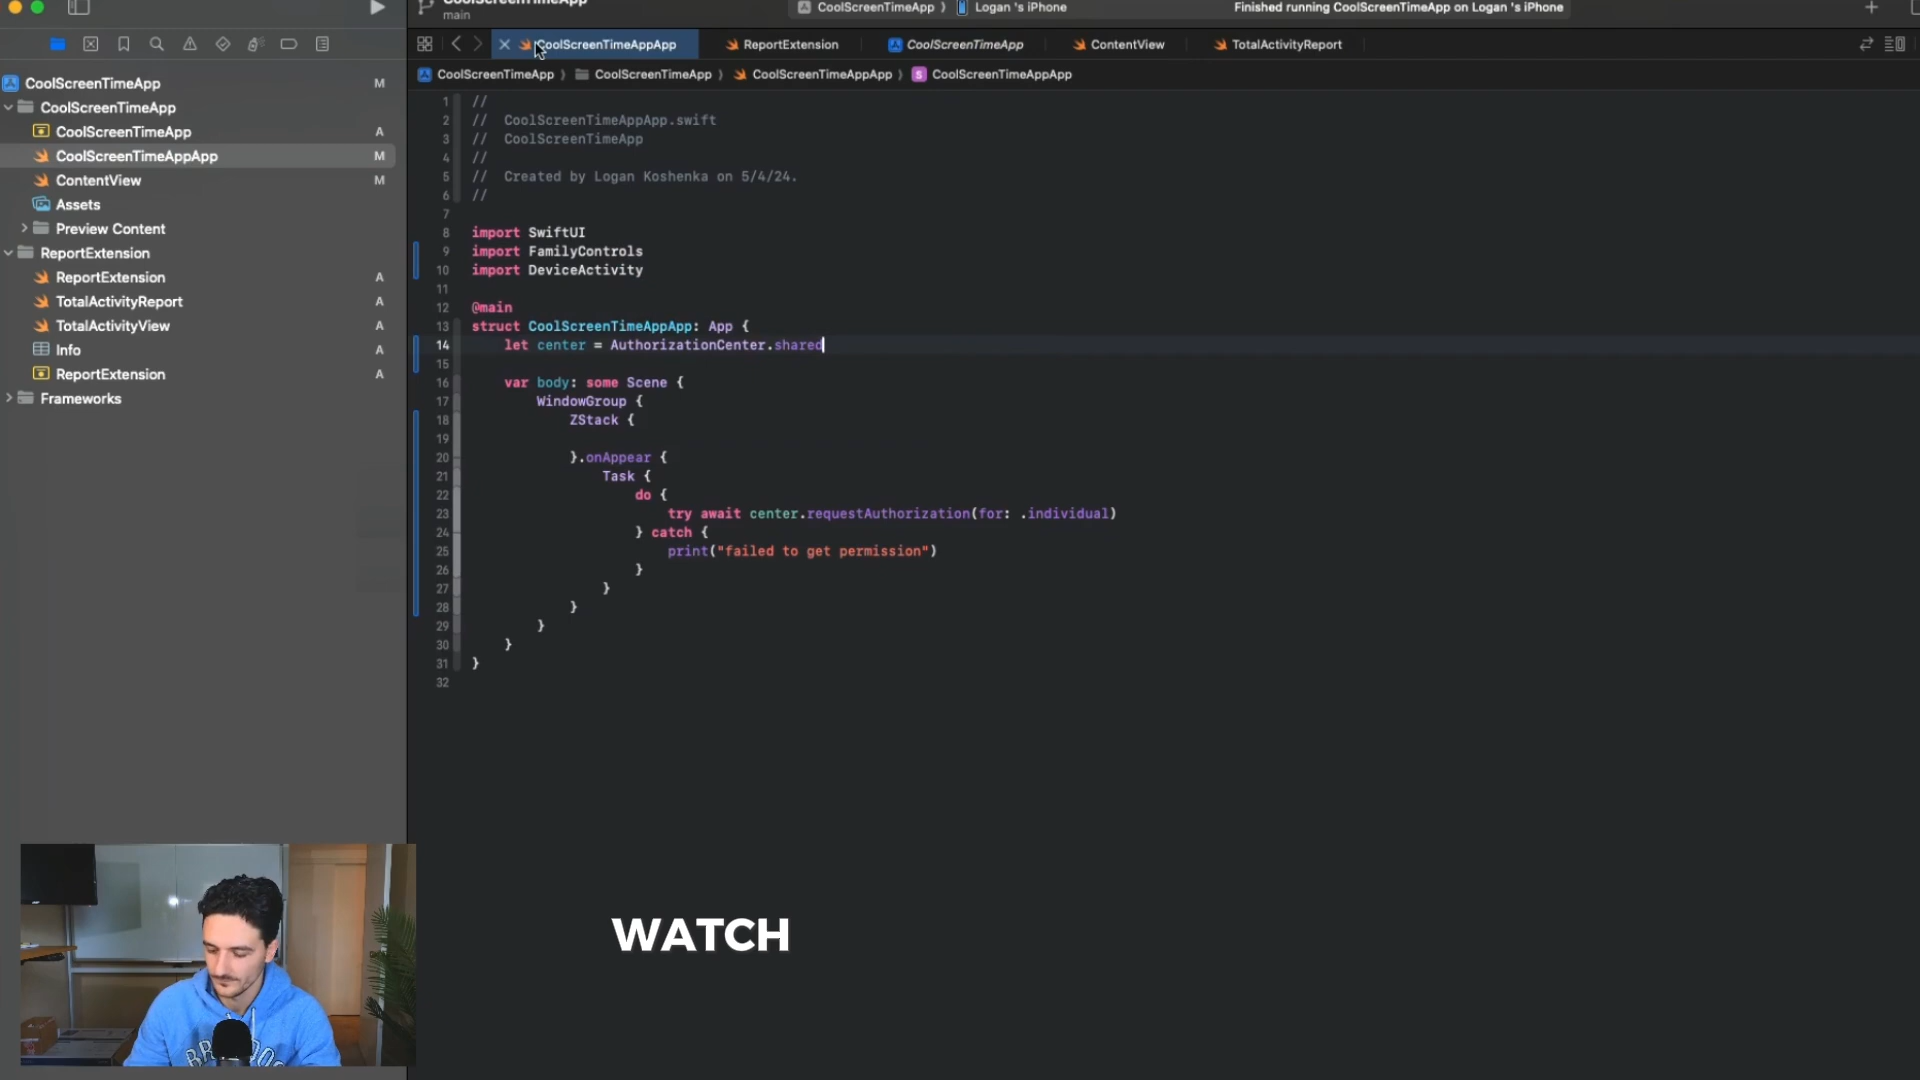 CoolScreenTimeApp
main
CoolScreenTimeApp 〉 Logan 's iPhone
Finished running CoolScreenTimeApp on Logan 's iPhone
CoolScreenTimeAppApp
ReportExtension
CoolScreenTimeApp
ContentView
TotalActivityReport
CoolScreenTimeApp 〉 CoolScreenTimeApp 〉 CoolScreenTimeAppApp 〉 S CoolScreenTimeAppApp
CoolScreenTimeApp M
CoolScreenTimeApp
CoolScreenTimeApp A
CoolScreenTimeAppApp M
ContentView M
Assets
Preview Content
ReportExtension
ReportExtension A
TotalActivityReport A
TotalActivityView A
Info A
ReportExtension A
Frameworks
1 //
2 // CoolScreenTimeAppApp.swift
3 // CoolScreenTimeApp
4 //
5 // Created by Logan Koshenka on 5/4/24.
6 //
7
8 import SwiftUI
9 import FamilyControls
10 import DeviceActivity
11
12 @main
13 struct CoolScreenTimeAppApp: App {
14 let center = AuthorizationCenter.shared
15
16 var body: some Scene {
17 WindowGroup {
18 ZStack {
19
20 }.onAppear {
21 Task {
22 do {
23 try await center.requestAuthorization(for: .individual)
24 } catch {
25 print("failed to get permission")
26 }
27 }
28 }
29 }
30 }
31 }
32
WATCH